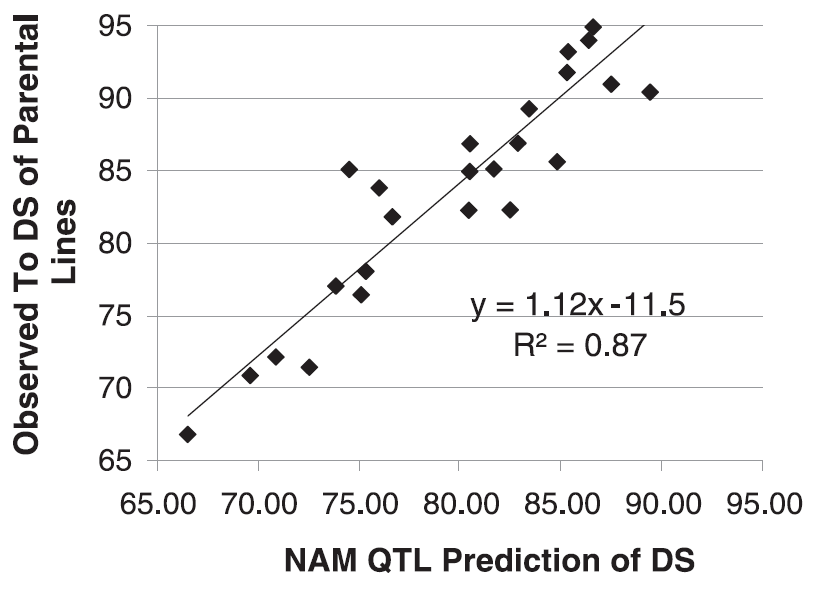 Observed To DS of Parental
Lines
95
90
85
80
75
70
65
y = 1.12x -11.5
R² = 0.87
65.00 70.00 75.00 80.00 85.00 90.00 95.00
NAM QTL Prediction of DS